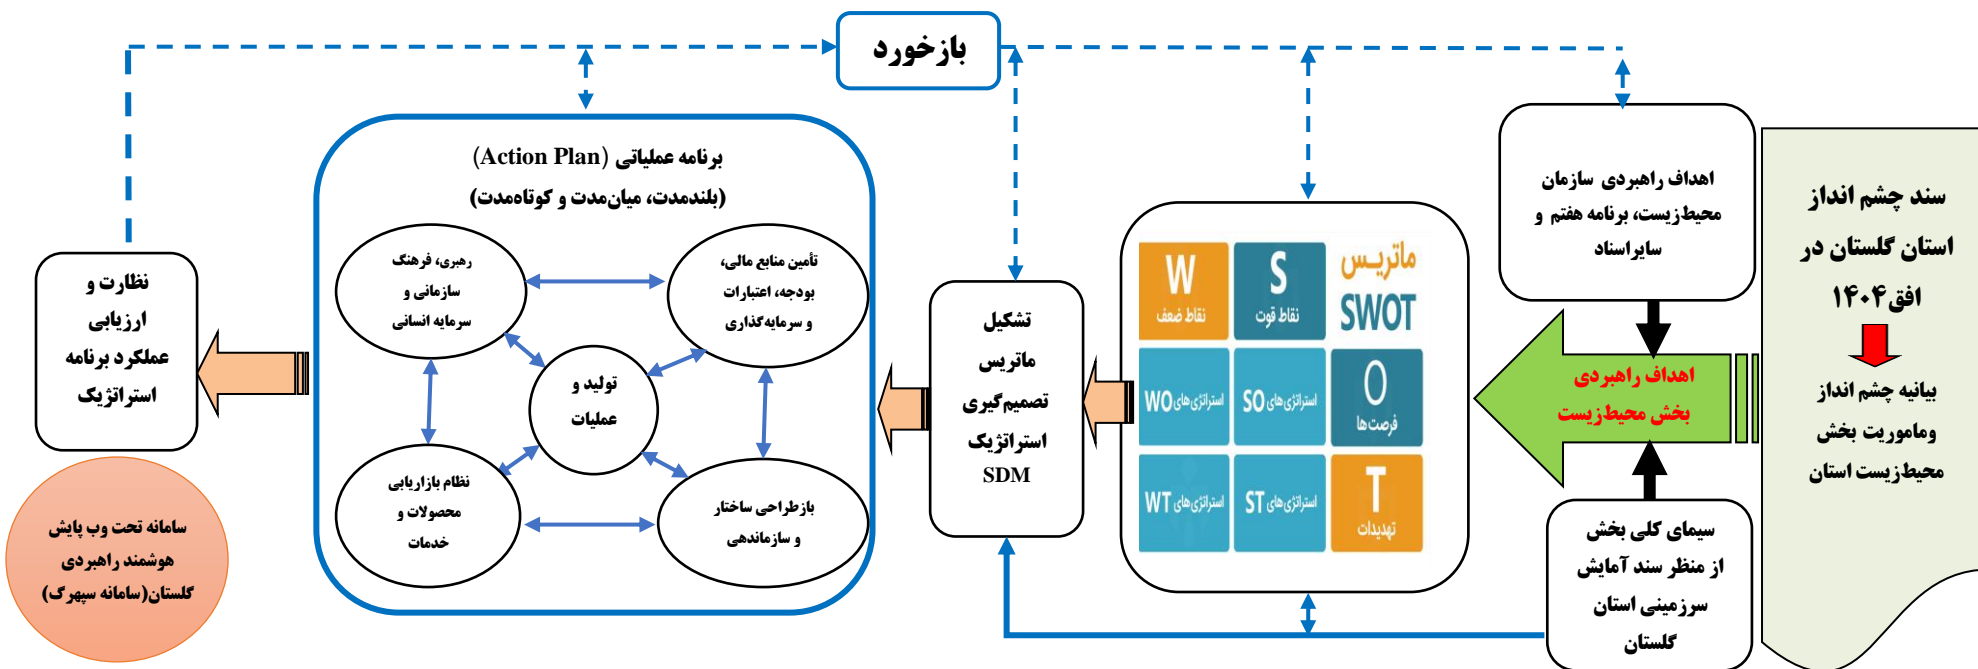 بازخورد
سند چشم انداز
استان گلستان در
افق۱۴۰۴
بیانیه چشم انداز
وماموریت بخش
محیط‌زیست استان
اهداف راهبردی سازمان
محیط‌زیست، برنامه هفتم و
سایراسناد
اهداف راهبردی
بخش محیط‌زیست
سیمای کلی بخش
از منظر سند آمایش
سرزمینی استان
گلستان
ماتریس
SWOT
S
نقاط قوت
W
نقاط ضعف
O
فرصت‌ها
استراتژی‌های SO
استراتژی‌های WO
T
تهدیدات
استراتژی‌های ST
استراتژی‌های WT
تشکیل
ماتریس
تصمیم‌گیری
استراتژیک
SDM
برنامه عملیاتی (Action Plan)
(بلندمدت، میان‌مدت و کوتاه‌مدت)
تأمین منابع مالی،
بودجه، اعتبارات
و سرمایه‌گذاری
رهبری، فرهنگ
سازمانی و
سرمایه انسانی
تولید و
عملیات
بازطراحی ساختار
و سازماندهی
نظام بازاریابی
محصولات و
خدمات
نظارت و
ارزیابی
عملکرد برنامه
استراتژیک
سامانه تحت وب پایش
هوشمند راهبردی
گلستان(سامانه سپهرگ)